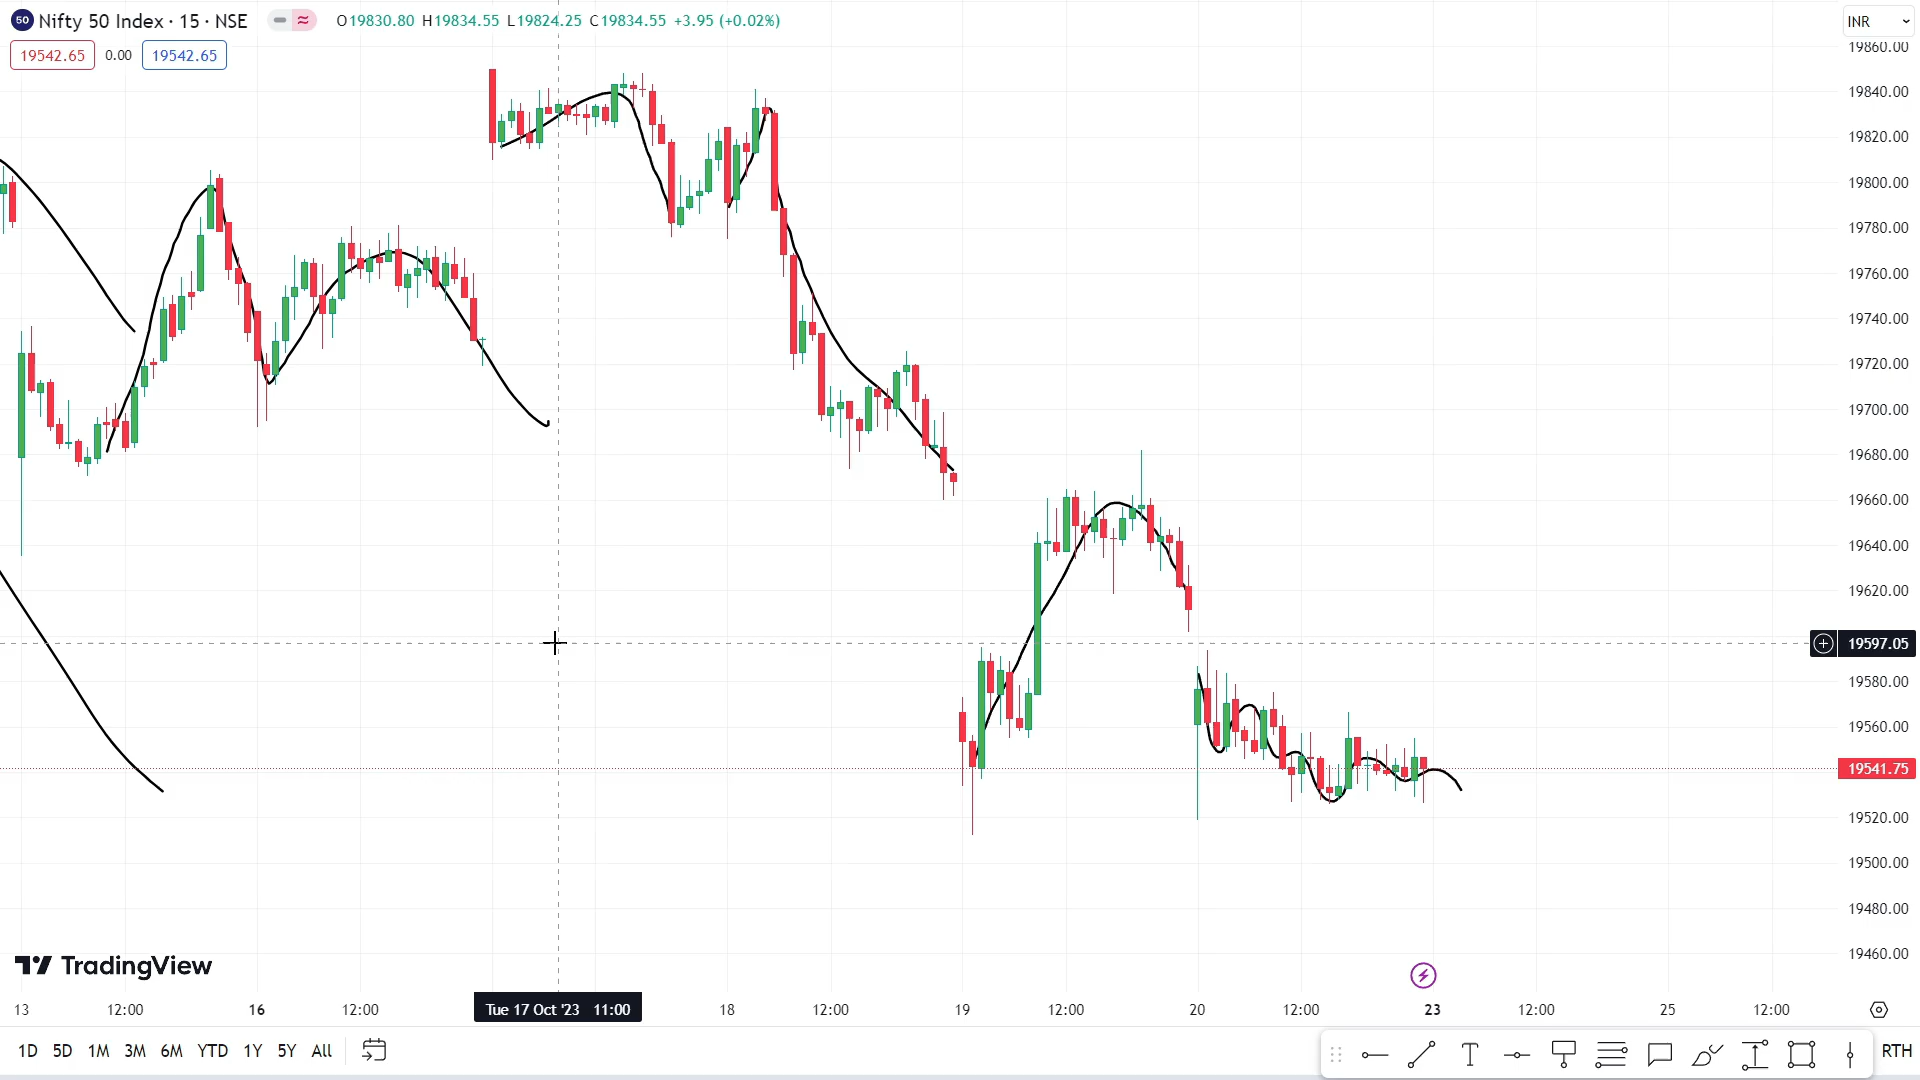 50 Nifty 50 Index · 15 · NSE O19830.80 H19834.55 L19824.25 C19834.55 +3.95 (+0.02%)
INR
19542.65 0.00 19542.65
19860.00
19840.00
19820.00
19800.00
19780.00
19760.00
19740.00
19720.00
19700.00
19680.00
19660.00
19640.00
19620.00
19597.05
19580.00
19560.00
19541.75
19520.00
19500.00
19480.00
19460.00
TradingView
13 12:00 16 12:00 Tue 17 Oct '23 11:00 18 12:00 19 12:00 20 12:00 23 12:00 25 12:00
1D 5D 1M 3M 6M YTD 1Y 5Y All
T
RTH